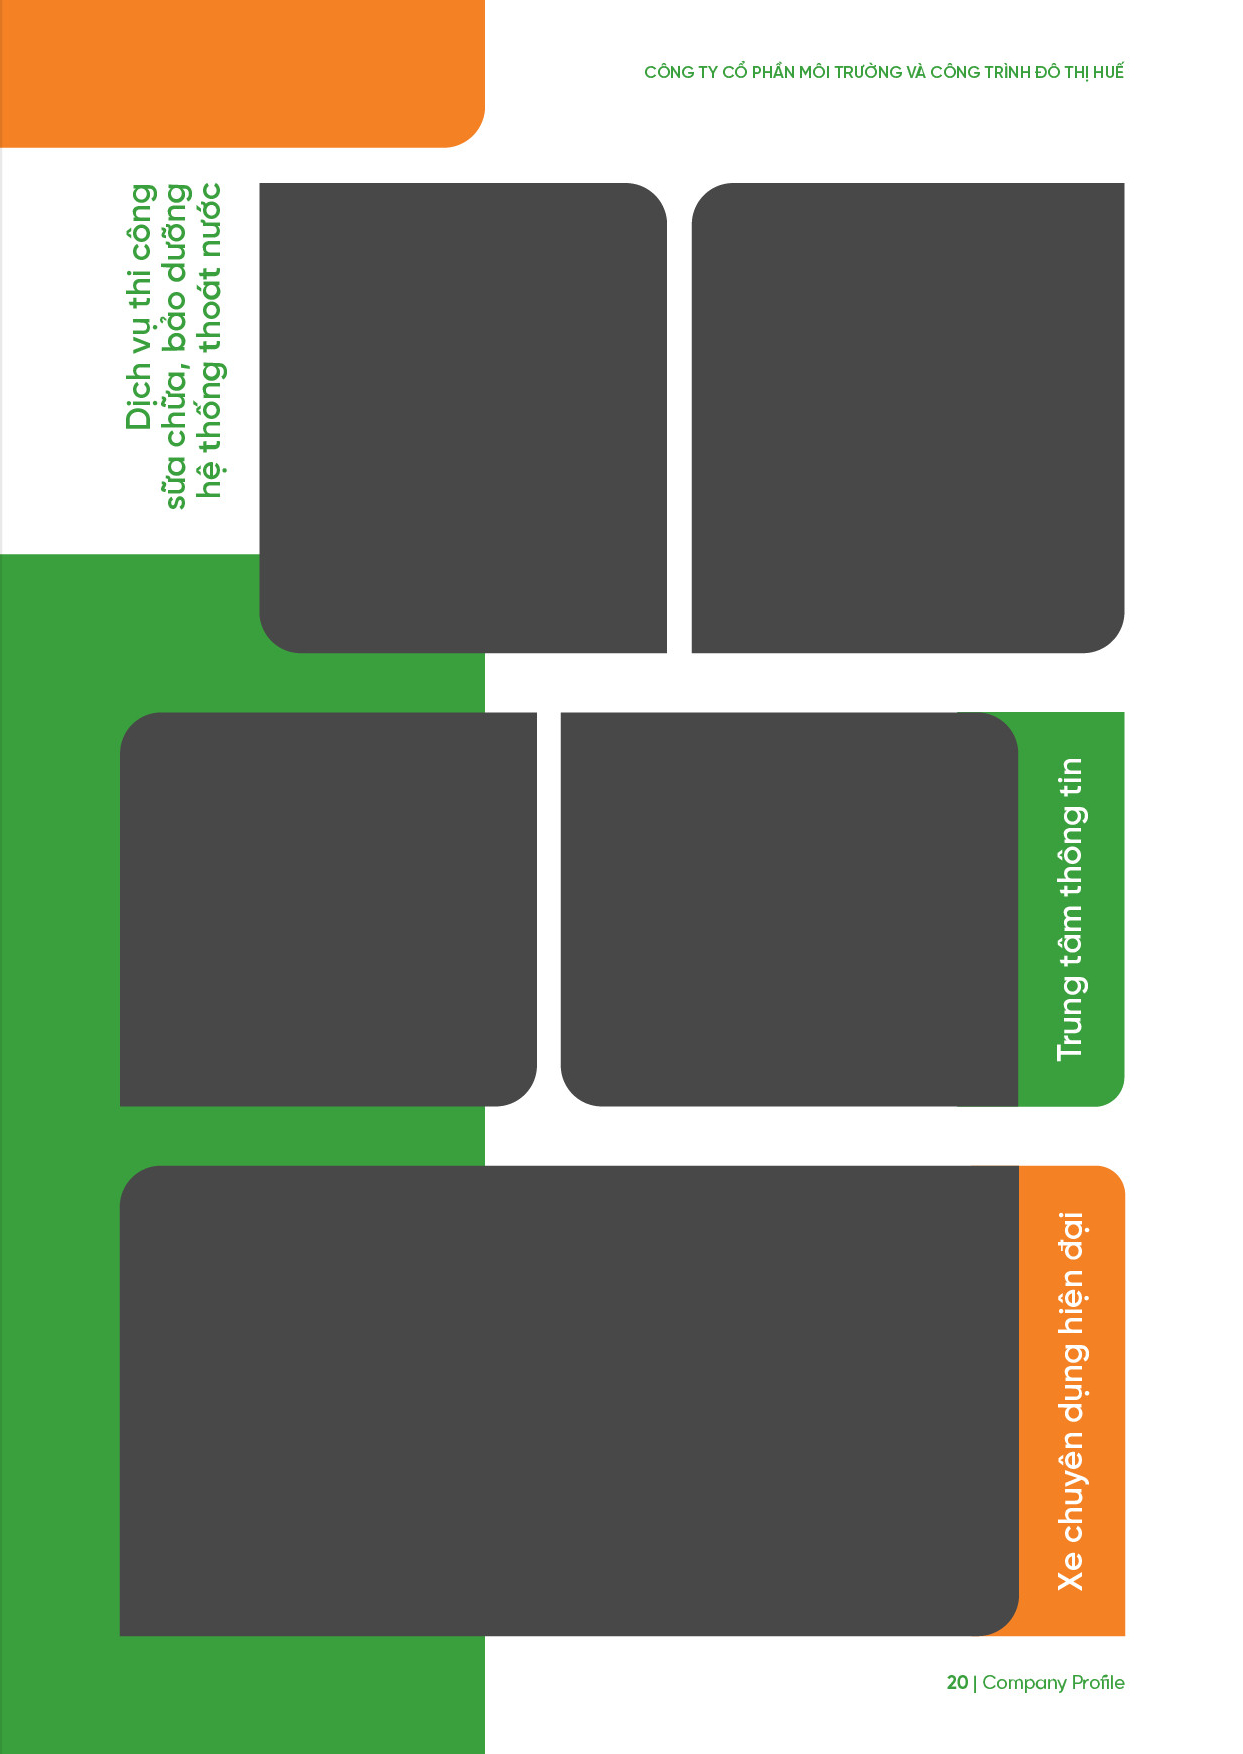 CÔNG TY CỔ PHẦN MÔI TRƯỜNG VÀ CÔNG TRÌNH ĐÔ THỊ HUẾ
Dịch vụ thi công
sữa chữa, bảo dưỡng
hệ thống thoát nước
Trung tâm thông tin
Xe chuyên dụng hiện đại
20 | Company Profile